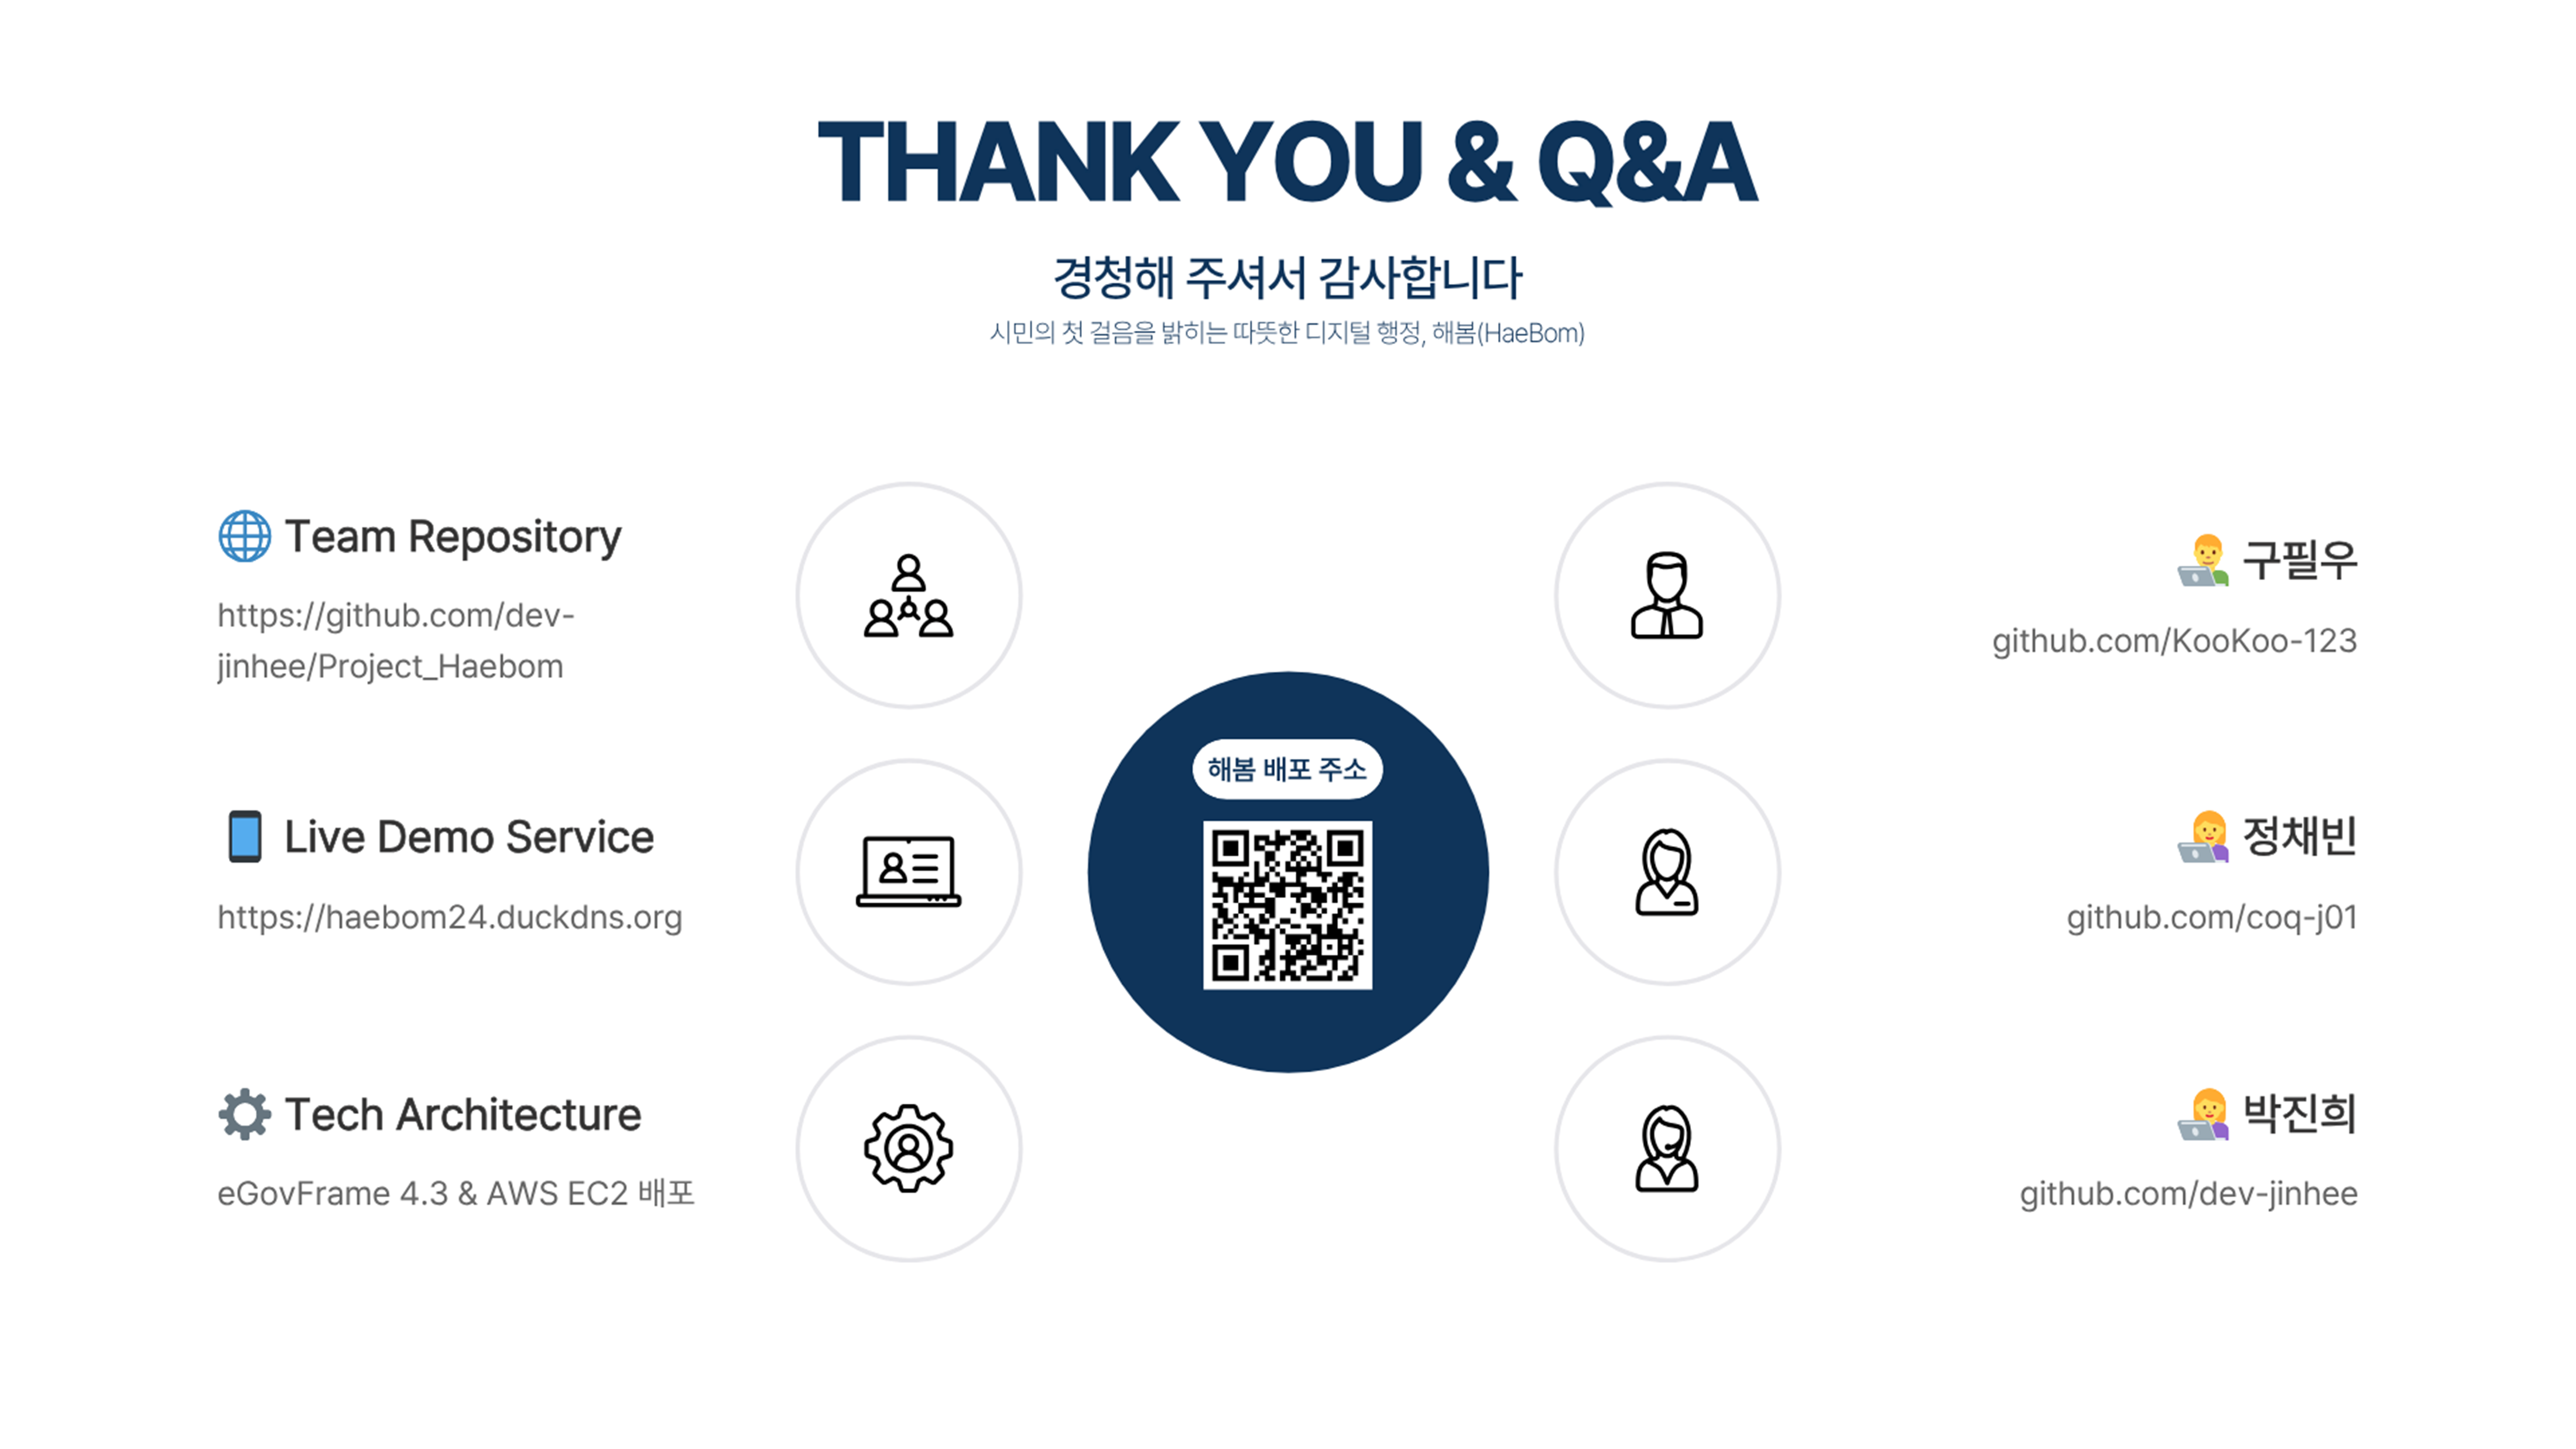 THANK YOU & Q&A
경청해 주셔서 감사합니다
시민의 첫 걸음을 밝히는 따뜻한 디지털 행정, 해봄(HaeBom)
Team Repository
https://github.com/dev-
jinhee/Project_Haebom
Live Demo Service
https://haebom24.duckdns.org
Tech Architecture
eGovFrame 4.3 & AWS EC2 배포
해봄 배포 주소
구필우
github.com/KooKoo-123
정채빈
github.com/coq-j01
박진희
github.com/dev-jinhee